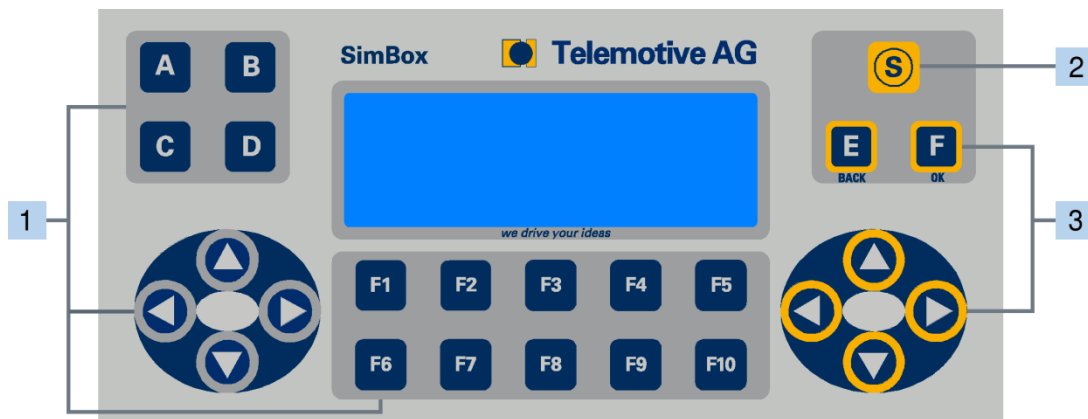 SimBox Telemotive AG
A B
C D
S
E F
BACK OK
we drive your ideas
F1 F2 F3 F4 F5
F6 F7 F8 F9 F10
1
2
3